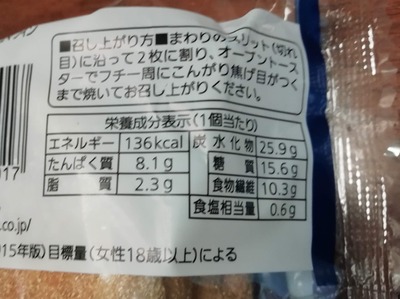 ■召し上がり方■まわりのスリット(切れ
目)に沿って2枚に割り、オーブントース
ターでフチ一周にこんがり焦げ目がつく
まで焼いてお召し上がりください。
栄養成分表示(1個当たり)
エネルギー 136kcal 炭水化物 25.9g
たんぱく質 8.1g 糖質 15.6g
脂質 2.3g 食物繊維 10.3g
食塩相当量 0.6g
017
.co.jp/
015年版)目標量(女性18歳以上)による